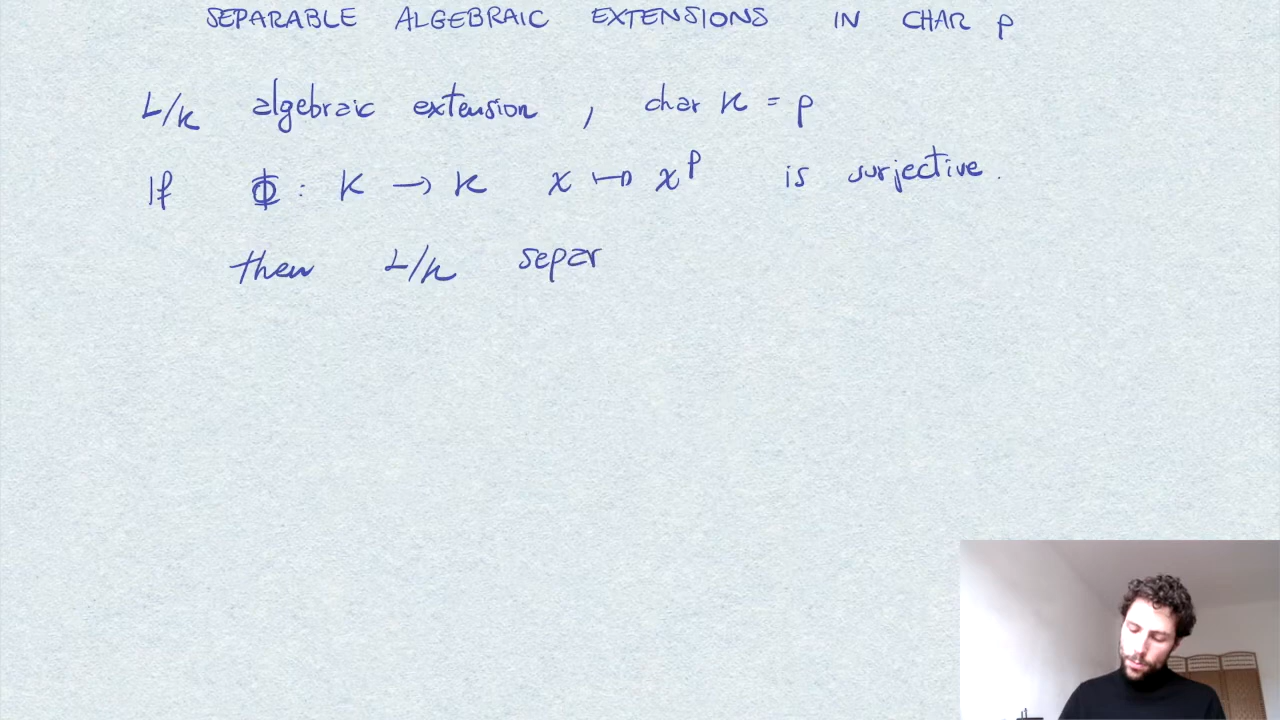 SEPARABLE ALGEBRAIC EXTENSIONS IN CHAR p
L/K algebraic extension, char K = p
If Φ: K → K x ↦ x^p is surjective.
then L/K separ